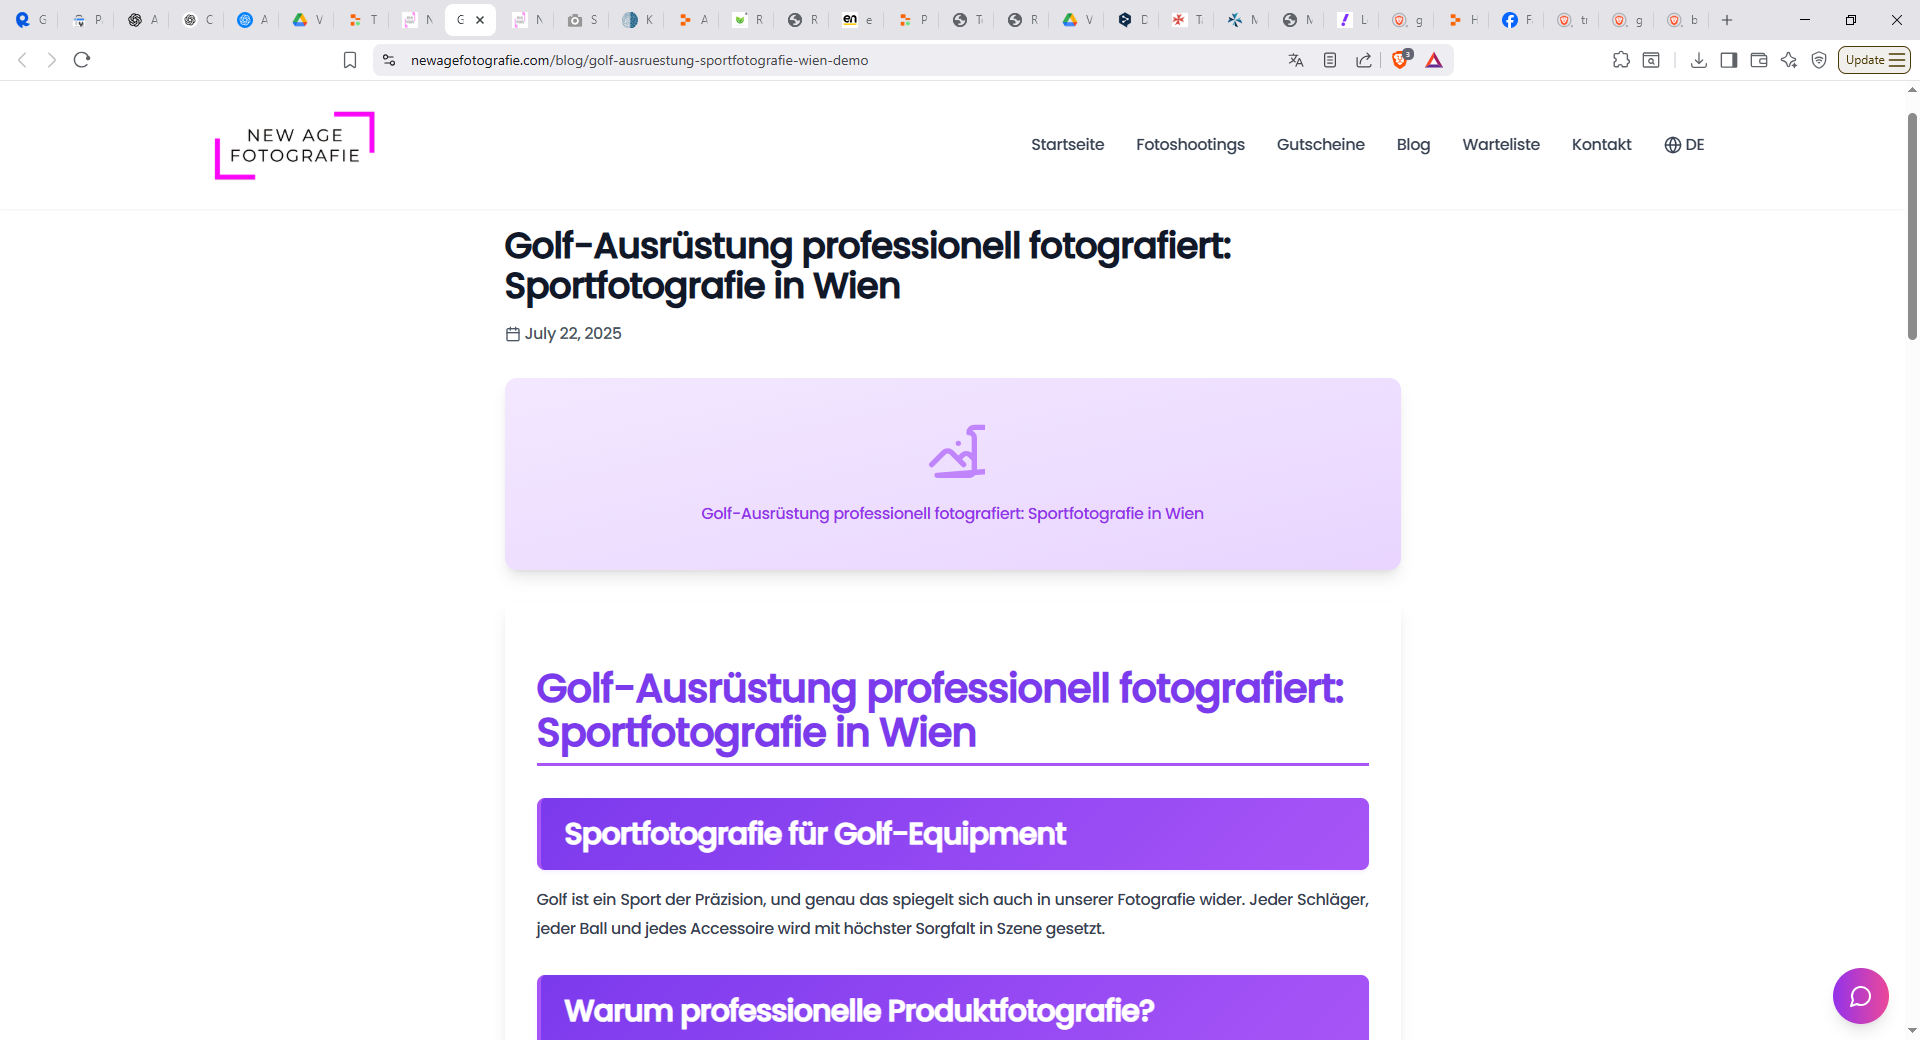 G
P
A
C
A
V
T
N
G
N
S
K
A
R
R
en
e
P
T
R
V
D
T
M
M
L
g
H
F
tr
g
b
newagefotografie.com/blog/golf-ausruestung-sportfotografie-wien-demo
3
Update
NEW AGE
FOTOGRAFIE
Startseite
Fotoshootings
Gutscheine
Blog
Warteliste
Kontakt
DE
Golf-Ausrüstung professionell fotografiert:
Sportfotografie in Wien
July 22, 2025
Golf-Ausrüstung professionell fotografiert: Sportfotografie in Wien
Golf-Ausrüstung professionell fotografiert:
Sportfotografie in Wien
Sportfotografie für Golf-Equipment
Golf ist ein Sport der Präzision, und genau das spiegelt sich auch in unserer Fotografie wider. Jeder Schläger,
jeder Ball und jedes Accessoire wird mit höchster Sorgfalt in Szene gesetzt.
Warum professionelle Produktfotografie?